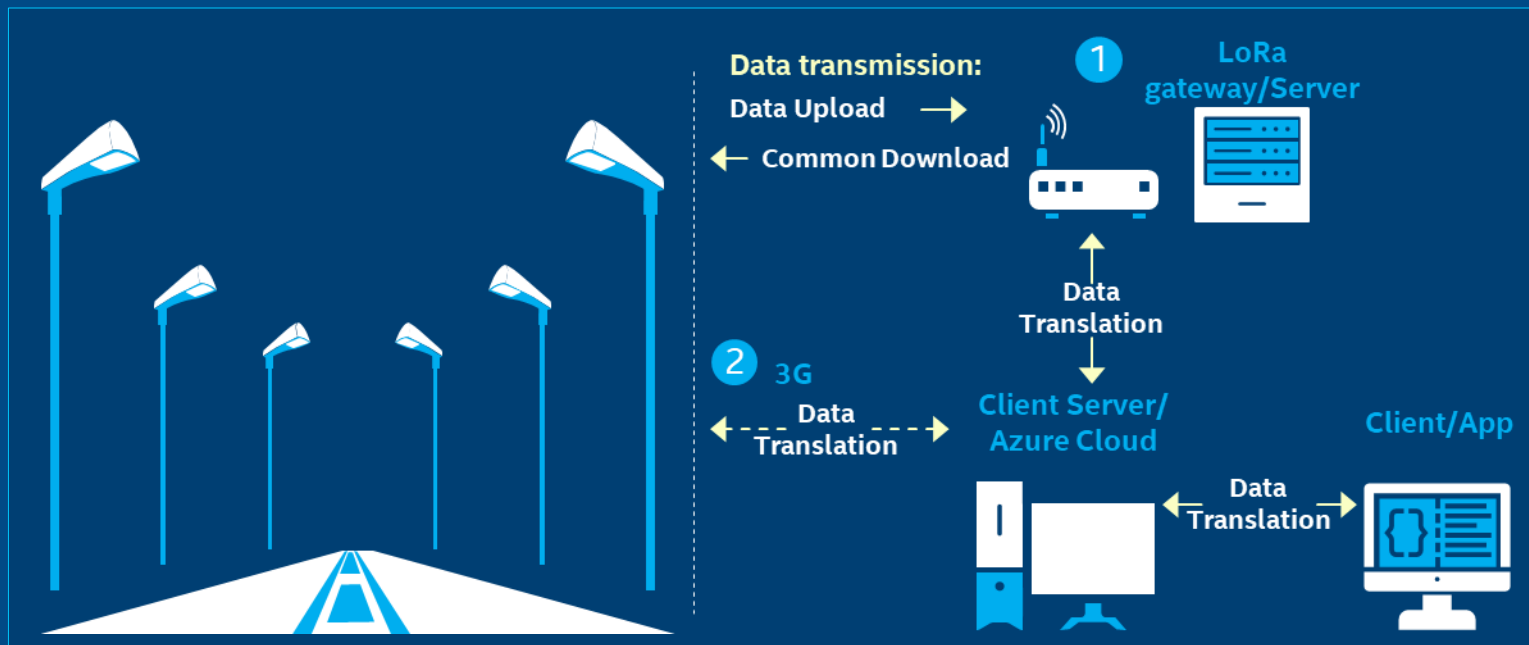 Data transmission:
Data Upload
Common Download
1
LoRa
gateway/Server
Data
Translation
2
3G
Data
Translation
Client Server/
Azure Cloud
Client/App
Data
Translation
{}